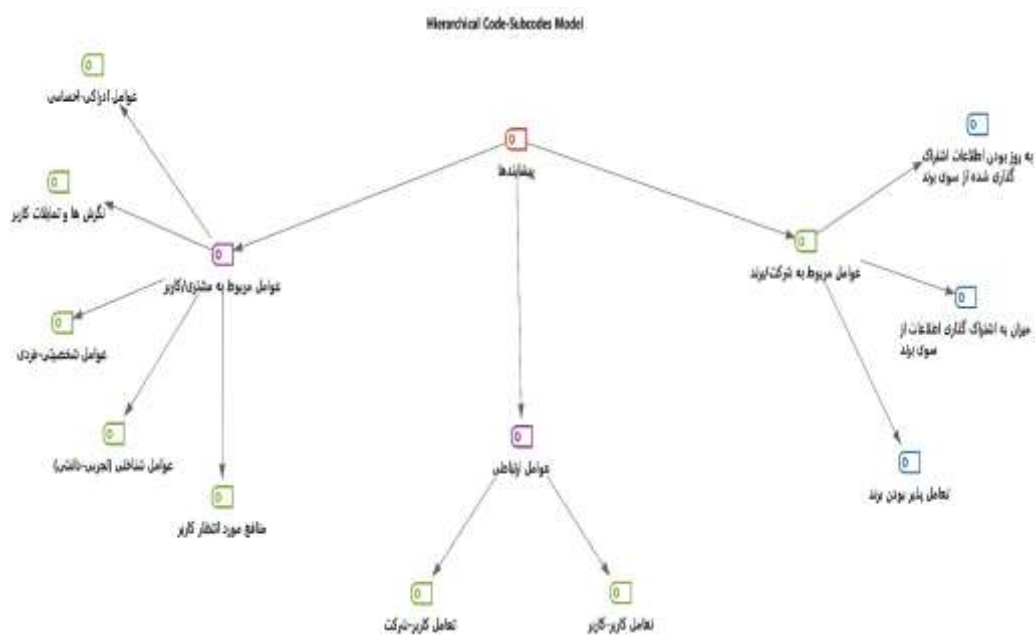 Hierarchical Code-Subcodes Model
پیشایندها
عوامل مربوط به شرکت/برند
به روز بودن اطلاعات اشتراک
گذاری شده از سوی برند
میزان به اشتراک گذاری اطلاعات از
سوی برند
تعامل پذیر بودن برند
عوامل ارتباطی
تعامل کاربر-کاربر
تعامل کاربر-شرکت
عوامل مربوط به مشتری/کاربر
عوامل ادراکی-احساسی
نگرش ها و تمایلات کاربر
عوامل شخصیتی-فردی
عوامل شناختی (تجربی-دانشی)
منافع مورد انتظار کاربر